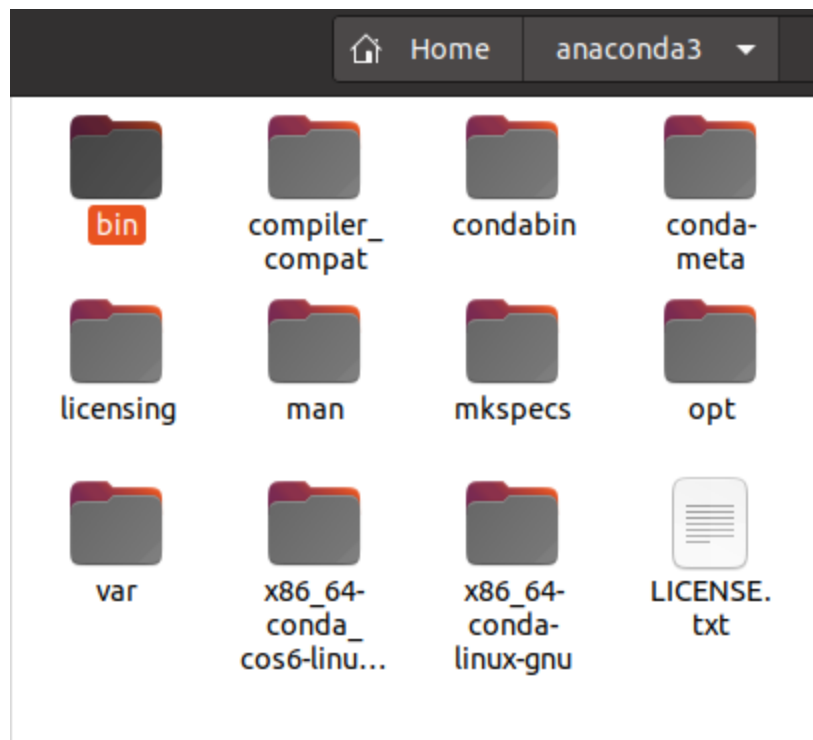 Home anaconda3
bin compiler_ condabin conda-
compat meta
licensing man mkspecs opt
var x86_64- x86_64- LICENSE.
conda_ conda- txt
cos6-linu... linux-gnu